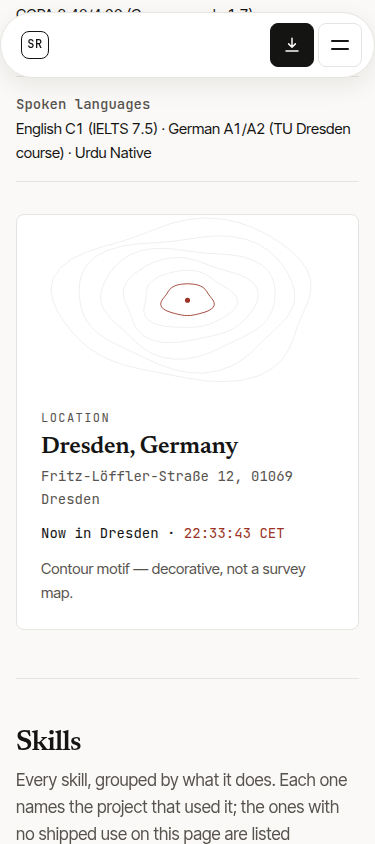 SR
Spoken languages
English C1 (IELTS 7.5) · German A1/A2 (TU Dresden
course) · Urdu Native
LOCATION
Dresden, Germany
Fritz-Löffler-Straße 12, 01069
Dresden
Now in Dresden · 22:33:43 CET
Contour motif — decorative, not a survey
map.
Skills
Every skill, grouped by what it does. Each one
names the project that used it; the ones with
no shipped use on this page are listed